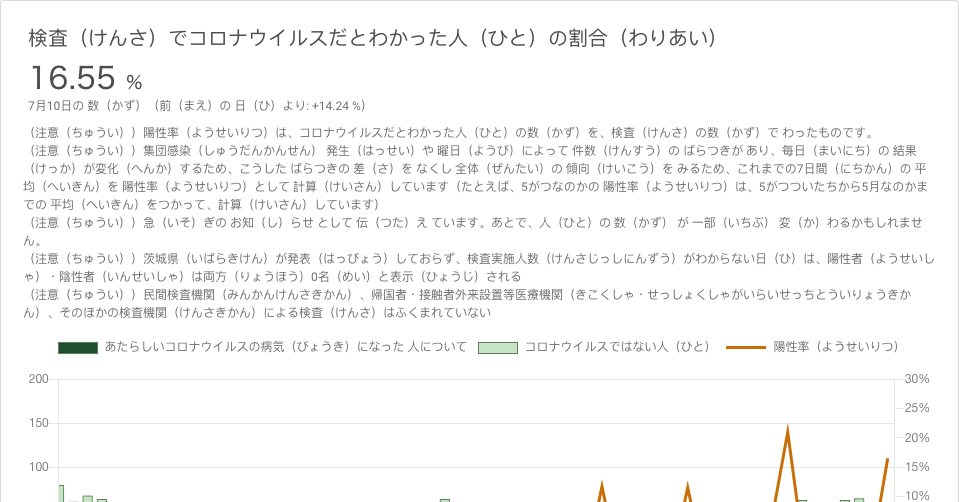 検査（けんさ）でコロナウイルスだとわかった人（ひと）の割合（わりあい）
16.55 %
7月10日の 数（かず）（前（まえ）の 日（ひ）より: +14.24 %）
（注意（ちゅうい））陽性率（ようせいりつ）は、コロナウイルスだとわかった人（ひと）の数（かず）を、検査（けんさ）の数（かず）で わったものです。
（注意（ちゅうい））集団感染（しゅうだんかんせん） 発生（はっせい）や 曜日（ようび）によって 件数（けんすう）の ばらつきが あり、毎日（まいにち）の 結果
（けっか）が変化（へんか）するため、こうした ばらつきの 差（さ）を なくし 全体（ぜんたい）の 傾向（けいこう）を みるため、これまでの7日間（にちかん）の 平
均（へいきん）を 陽性率（ようせいりつ）として 計算（けいさん）しています（たとえば、5がつなのかの 陽性率（ようせいりつ）は、5がつついたちから5月なのかま
での 平均（へいきん）をつかって、計算（けいさん）しています）
（注意（ちゅうい））急（いそ）ぎの お知（し）らせ として 伝（つた）え ています。あとで、人（ひと）の 数（かず） が 一部（いちぶ） 変（か）わるかもしれませ
ん。
（注意（ちゅうい））茨城県（いばらきけん）が発表（はっぴょう）しておらず、検査実施人数（けんさじっしにんずう）がわからない日（ひ）は、陽性者（ようせいし
ゃ）・陰性者（いんせいしゃ）は両方（りょうほう）0名（めい）と表示（ひょうじ）される
（注意（ちゅうい））民間検査機関（みんかんけんさきかん）、帰国者・接触者外来設置等医療機関（きこくしゃ・せっしょくしゃがいらいせっちとういりょうきか
ん）、そのほかの検査機関（けんさきかん）による検査（けんさ）はふくまれていない
あたらしいコロナウイルスの病気（びょうき）になった 人について コロナウイルスではない人（ひと） 陽性率（ようせいりつ）
200 30%
25%
150 20%
100 15%
10%